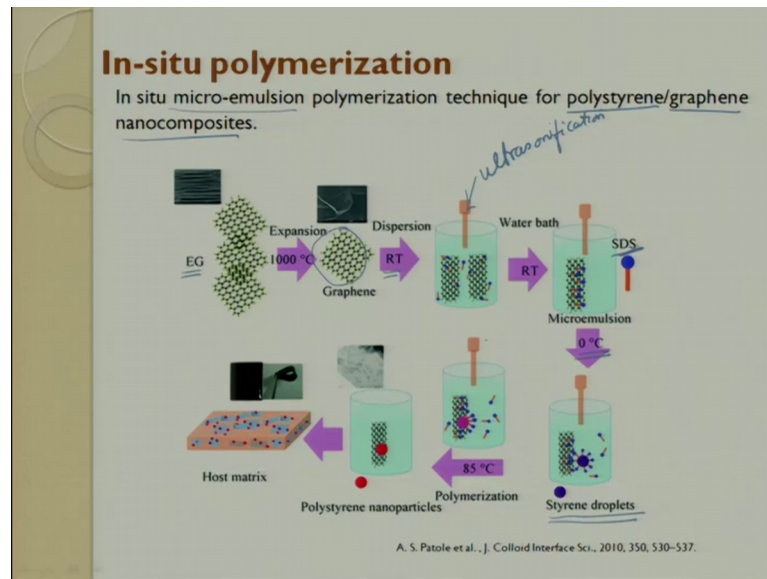 In-situ polymerization
In situ micro-emulsion polymerization technique for polystyrene/graphene
nanocomposites.
ultrasonification
Expansion
Dispersion
Water bath
SDS
EG
1000 °C
RT
RT
Graphene
Microemulsion
0 °C
Host matrix
85 °C
Polymerization
Polystyrene nanoparticles
Styrene droplets
A. S. Patole et al. , J. Colloid Interface Sci., 2010, 350, 530–537.